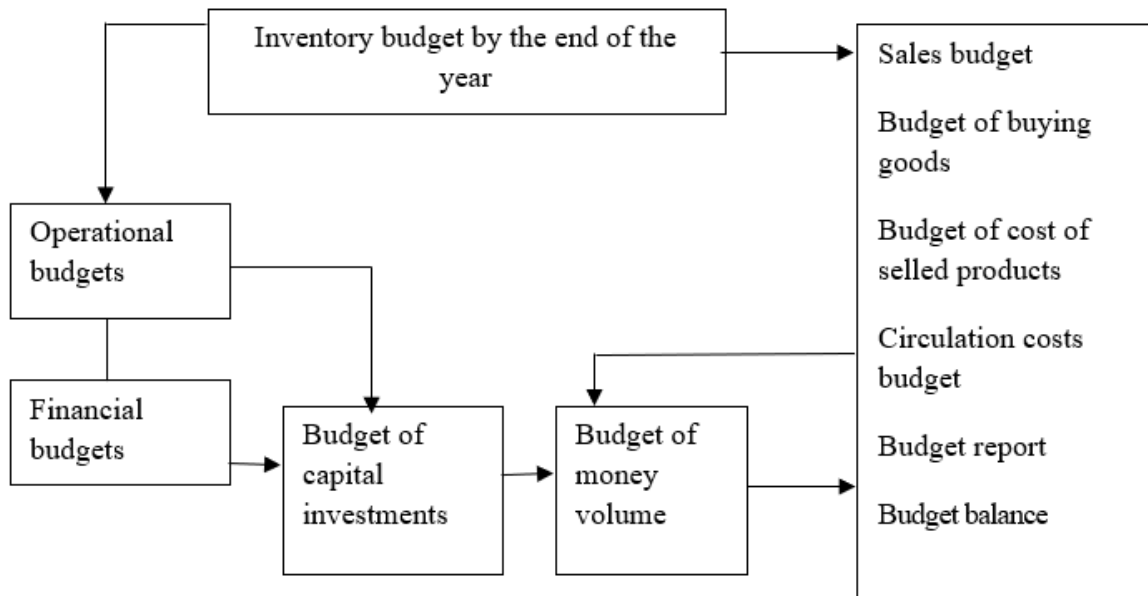 Inventory budget by the end of the
year
Sales budget
Budget of buying
goods
Budget of cost of
selled products
Circulation costs
budget
Budget report
Budget balance
Operational
budgets
Financial
budgets
Budget of
capital
investments
Budget of
money
volume